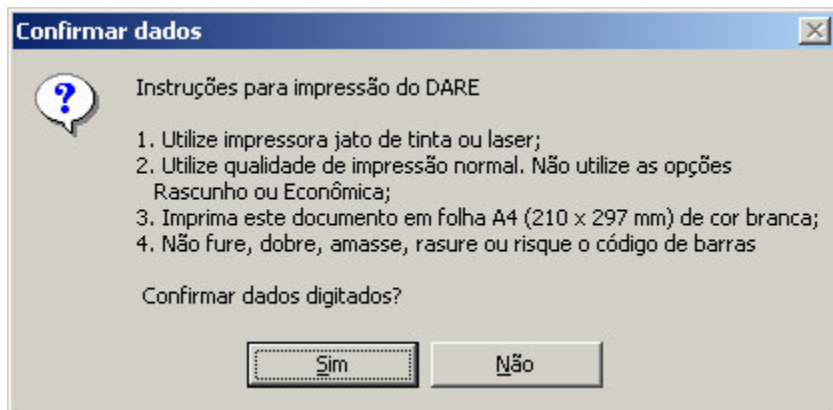 Confirmar dados
Instruções para impressão do DARE
1. Utilize impressora jato de tinta ou laser;
2. Utilize qualidade de impressão normal. Não utilize as opções
Rascunho ou Econômica;
3. Imprima este documento em folha A4 (210 x 297 mm) de cor branca;
4. Não fure, dobre, amasse, rasure ou risque o código de barras
Confirmar dados digitados?
Sim
Não